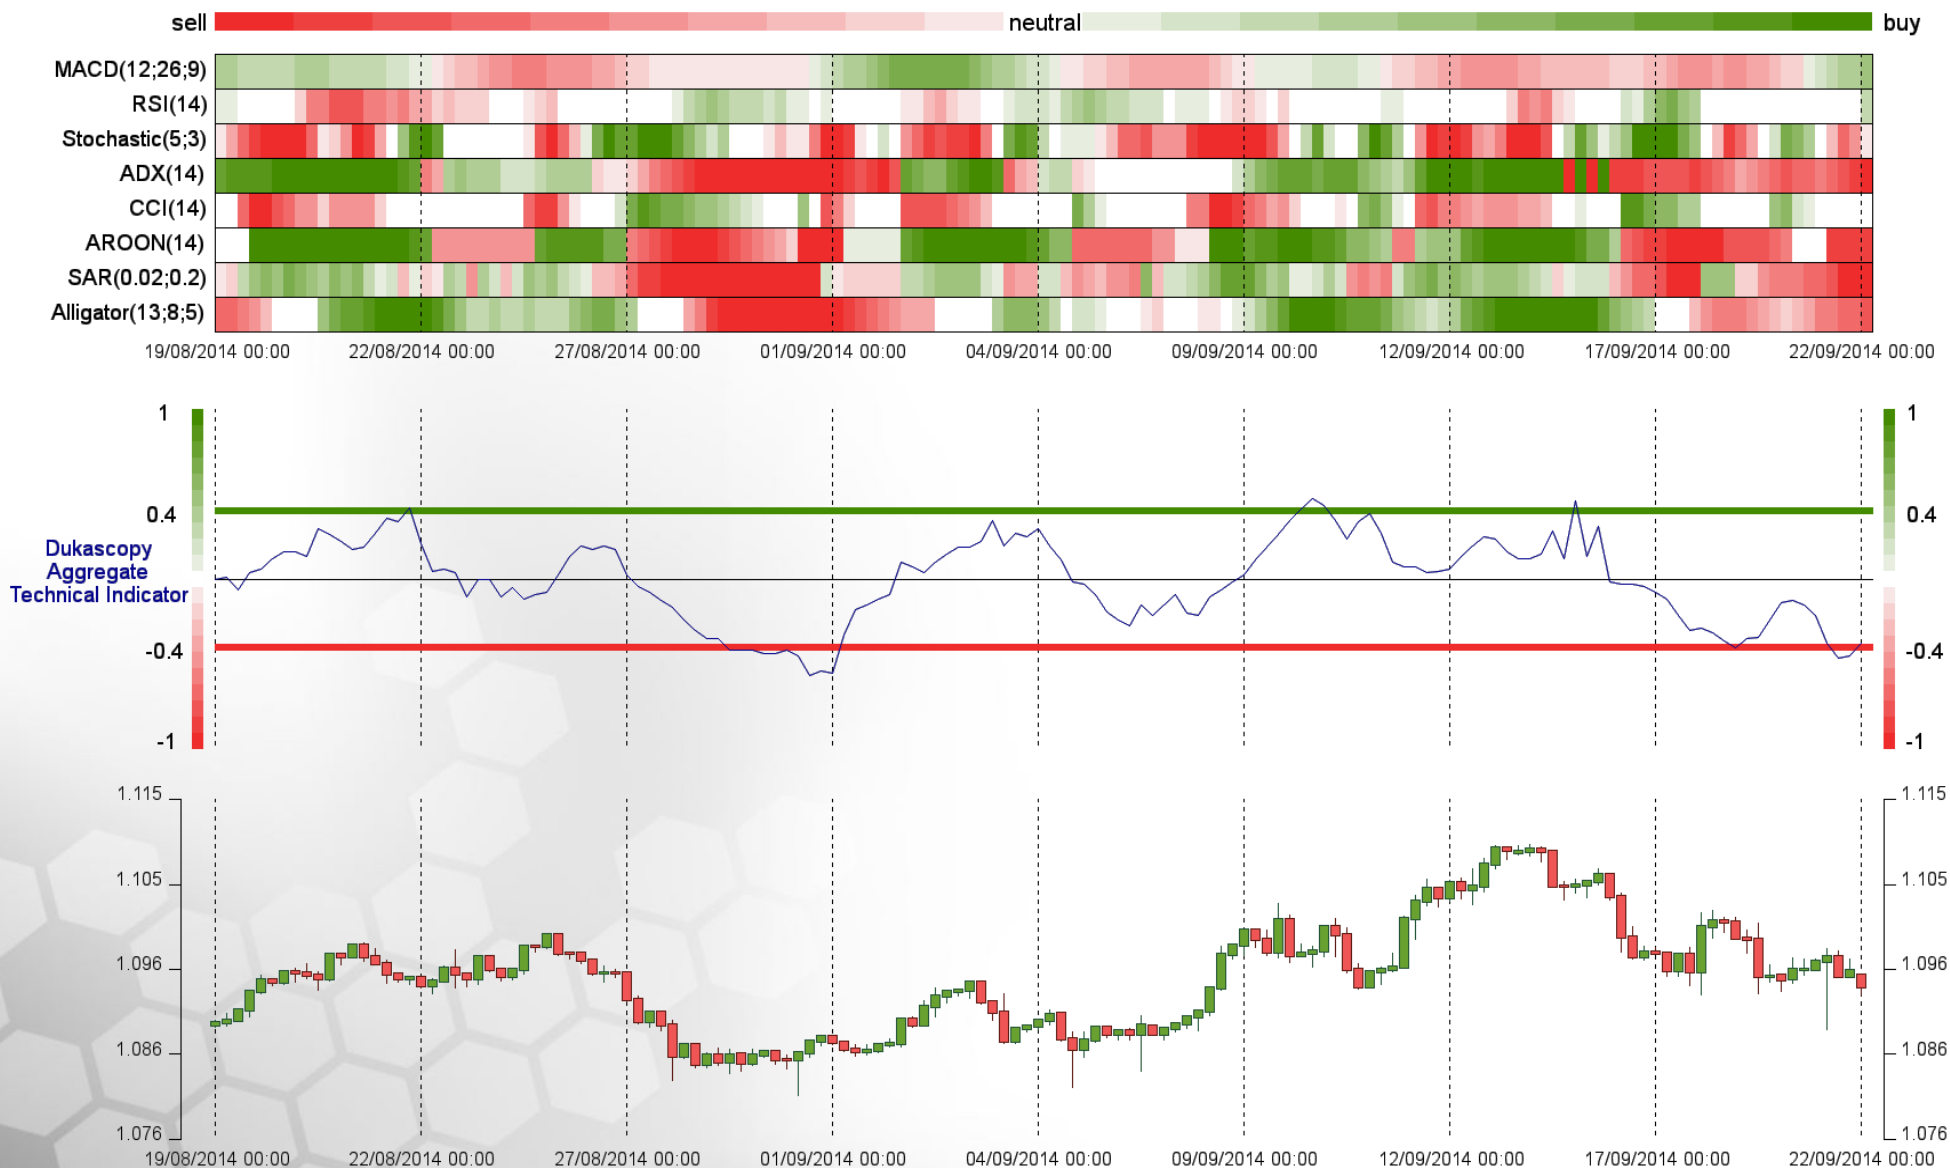 sell neutral buy
MACD(12;26;9)
RSI(14)
Stochastic(5;3)
ADX(14)
CCI(14)
AROON(14)
SAR(0.02;0.2)
Alligator(13;8;5)
19/08/2014 00:00 22/08/2014 00:00 27/08/2014 00:00 01/09/2014 00:00 04/09/2014 00:00 09/09/2014 00:00 12/09/2014 00:00 17/09/2014 00:00 22/09/2014 00:00
1 1
0.4 0.4
Dukascopy
Aggregate
Technical Indicator
-0.4 -0.4
-1 -1
1.115 1.115
1.105 1.105
1.096 1.096
1.086 1.086
1.076 1.076
19/08/2014 00:00 22/08/2014 00:00 27/08/2014 00:00 01/09/2014 00:00 04/09/2014 00:00 09/09/2014 00:00 12/09/2014 00:00 17/09/2014 00:00 22/09/2014 00:00